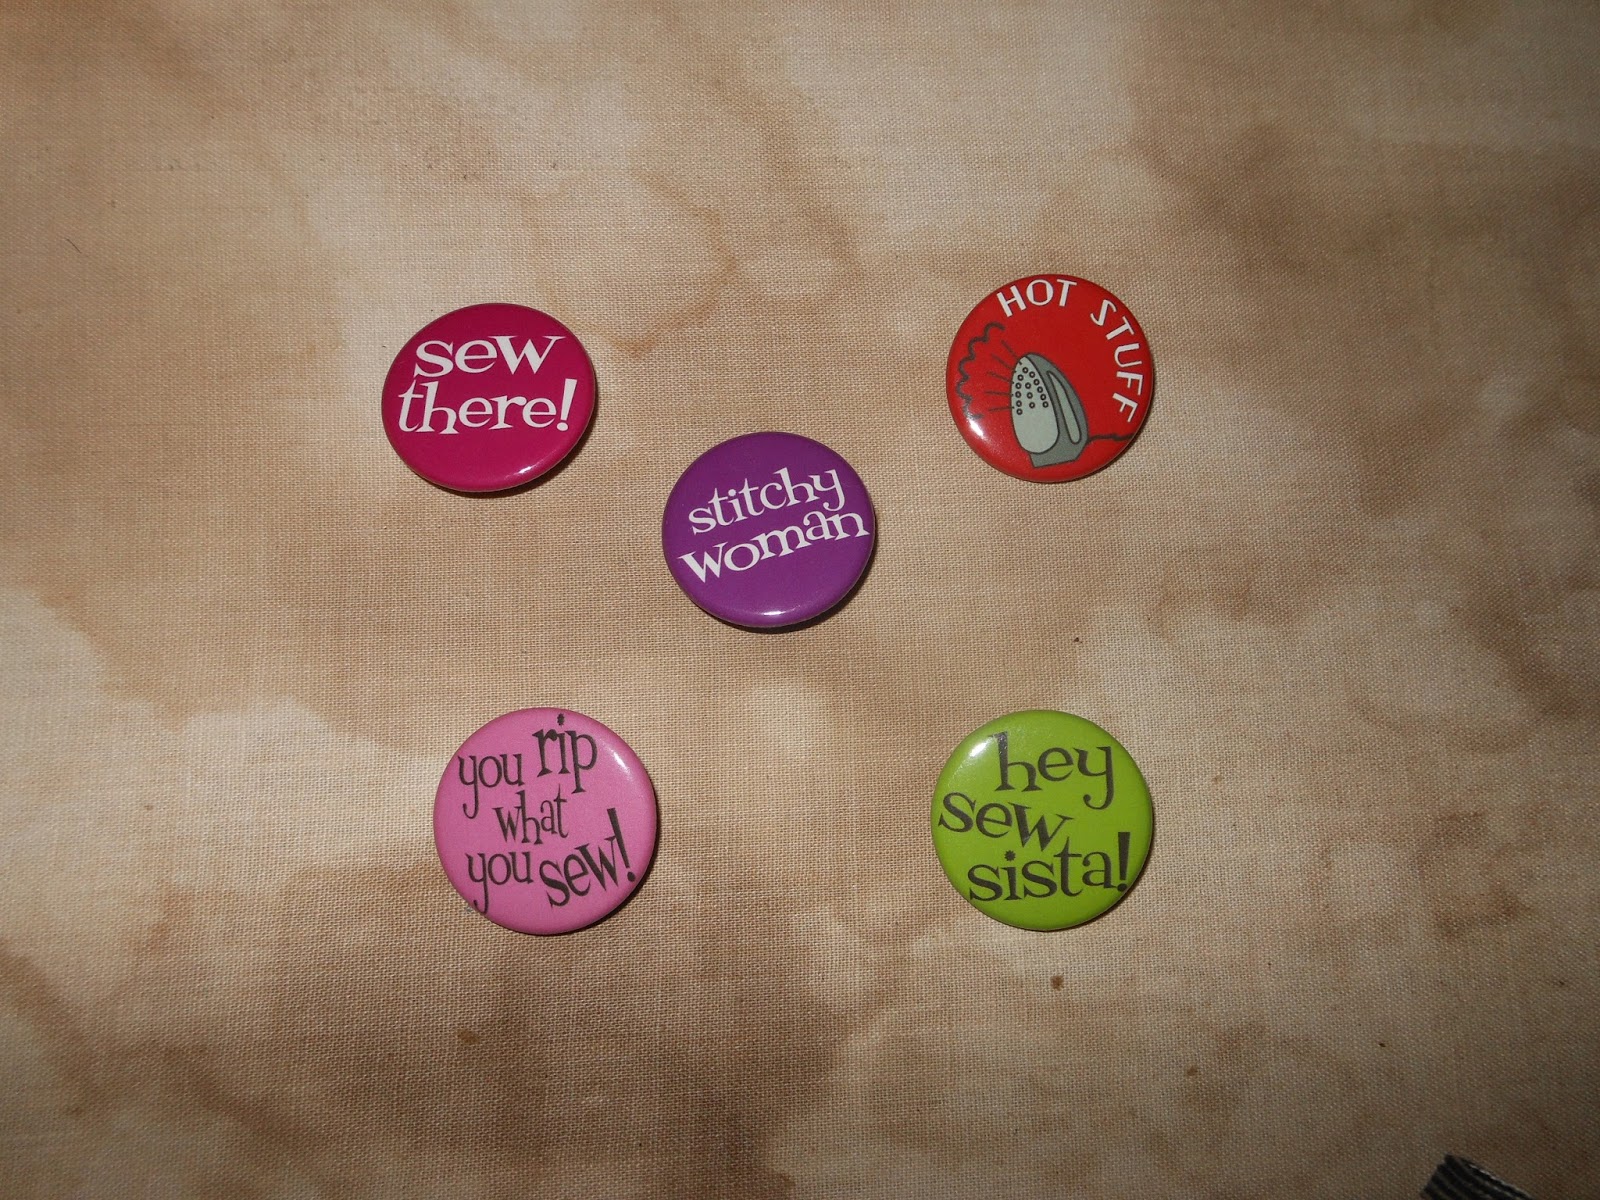 sew
there!
HOT STUFF
stitchy
woman
you rip
what
you sew!
hey
sew
sista!